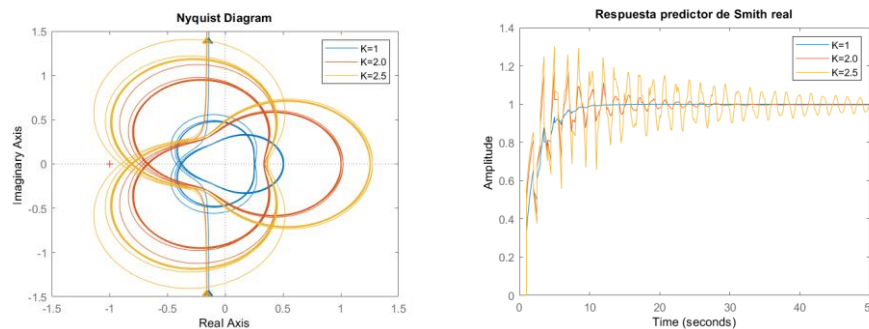 Nyquist Diagram
1.5
1
0.5
0
-0.5
-1
-1.5
Imaginary Axis
-1.5
-1
-0.5
0
0.5
1
1.5
Real Axis
K=1
K=2.0
K=2.5
Respuesta predictor de Smith real
1.4
1.2
1.0
0.8
0.6
0.4
0.2
0
Amplitude
0
10
20
30
40
50
Time (seconds)
K=1
K=2.0
K=2.5